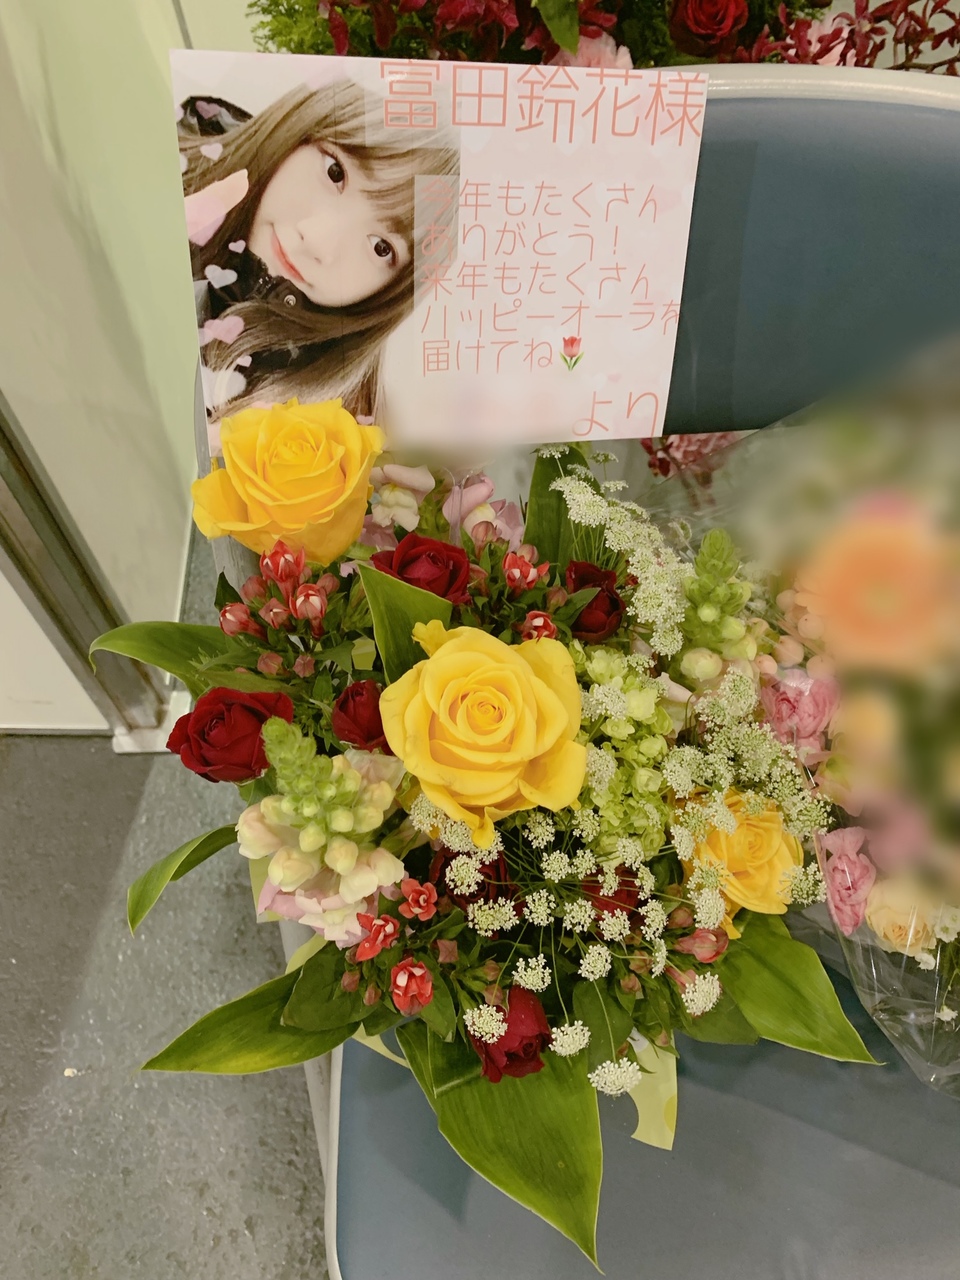 富田鈴花様
今年もたくさん
ありがとう！
来年もたくさん
ハッピーオーラを
届けてね🌷
より